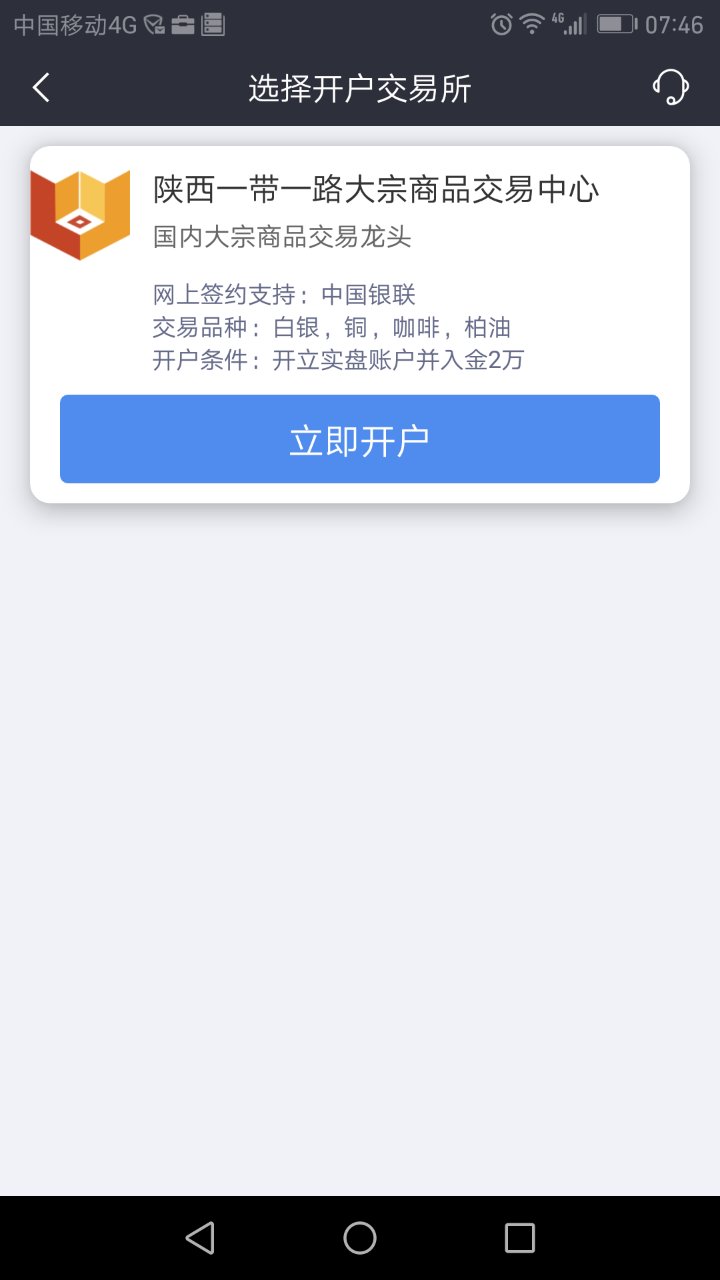 中国移动4G
4G
07:46
选择开户交易所
陕西一带一路大宗商品交易中心
国内大宗商品交易龙头
网上签约支持：中国银联
交易品种：白银，铜，咖啡，柏油
开户条件：开立实盘账户并入金2万
立即开户